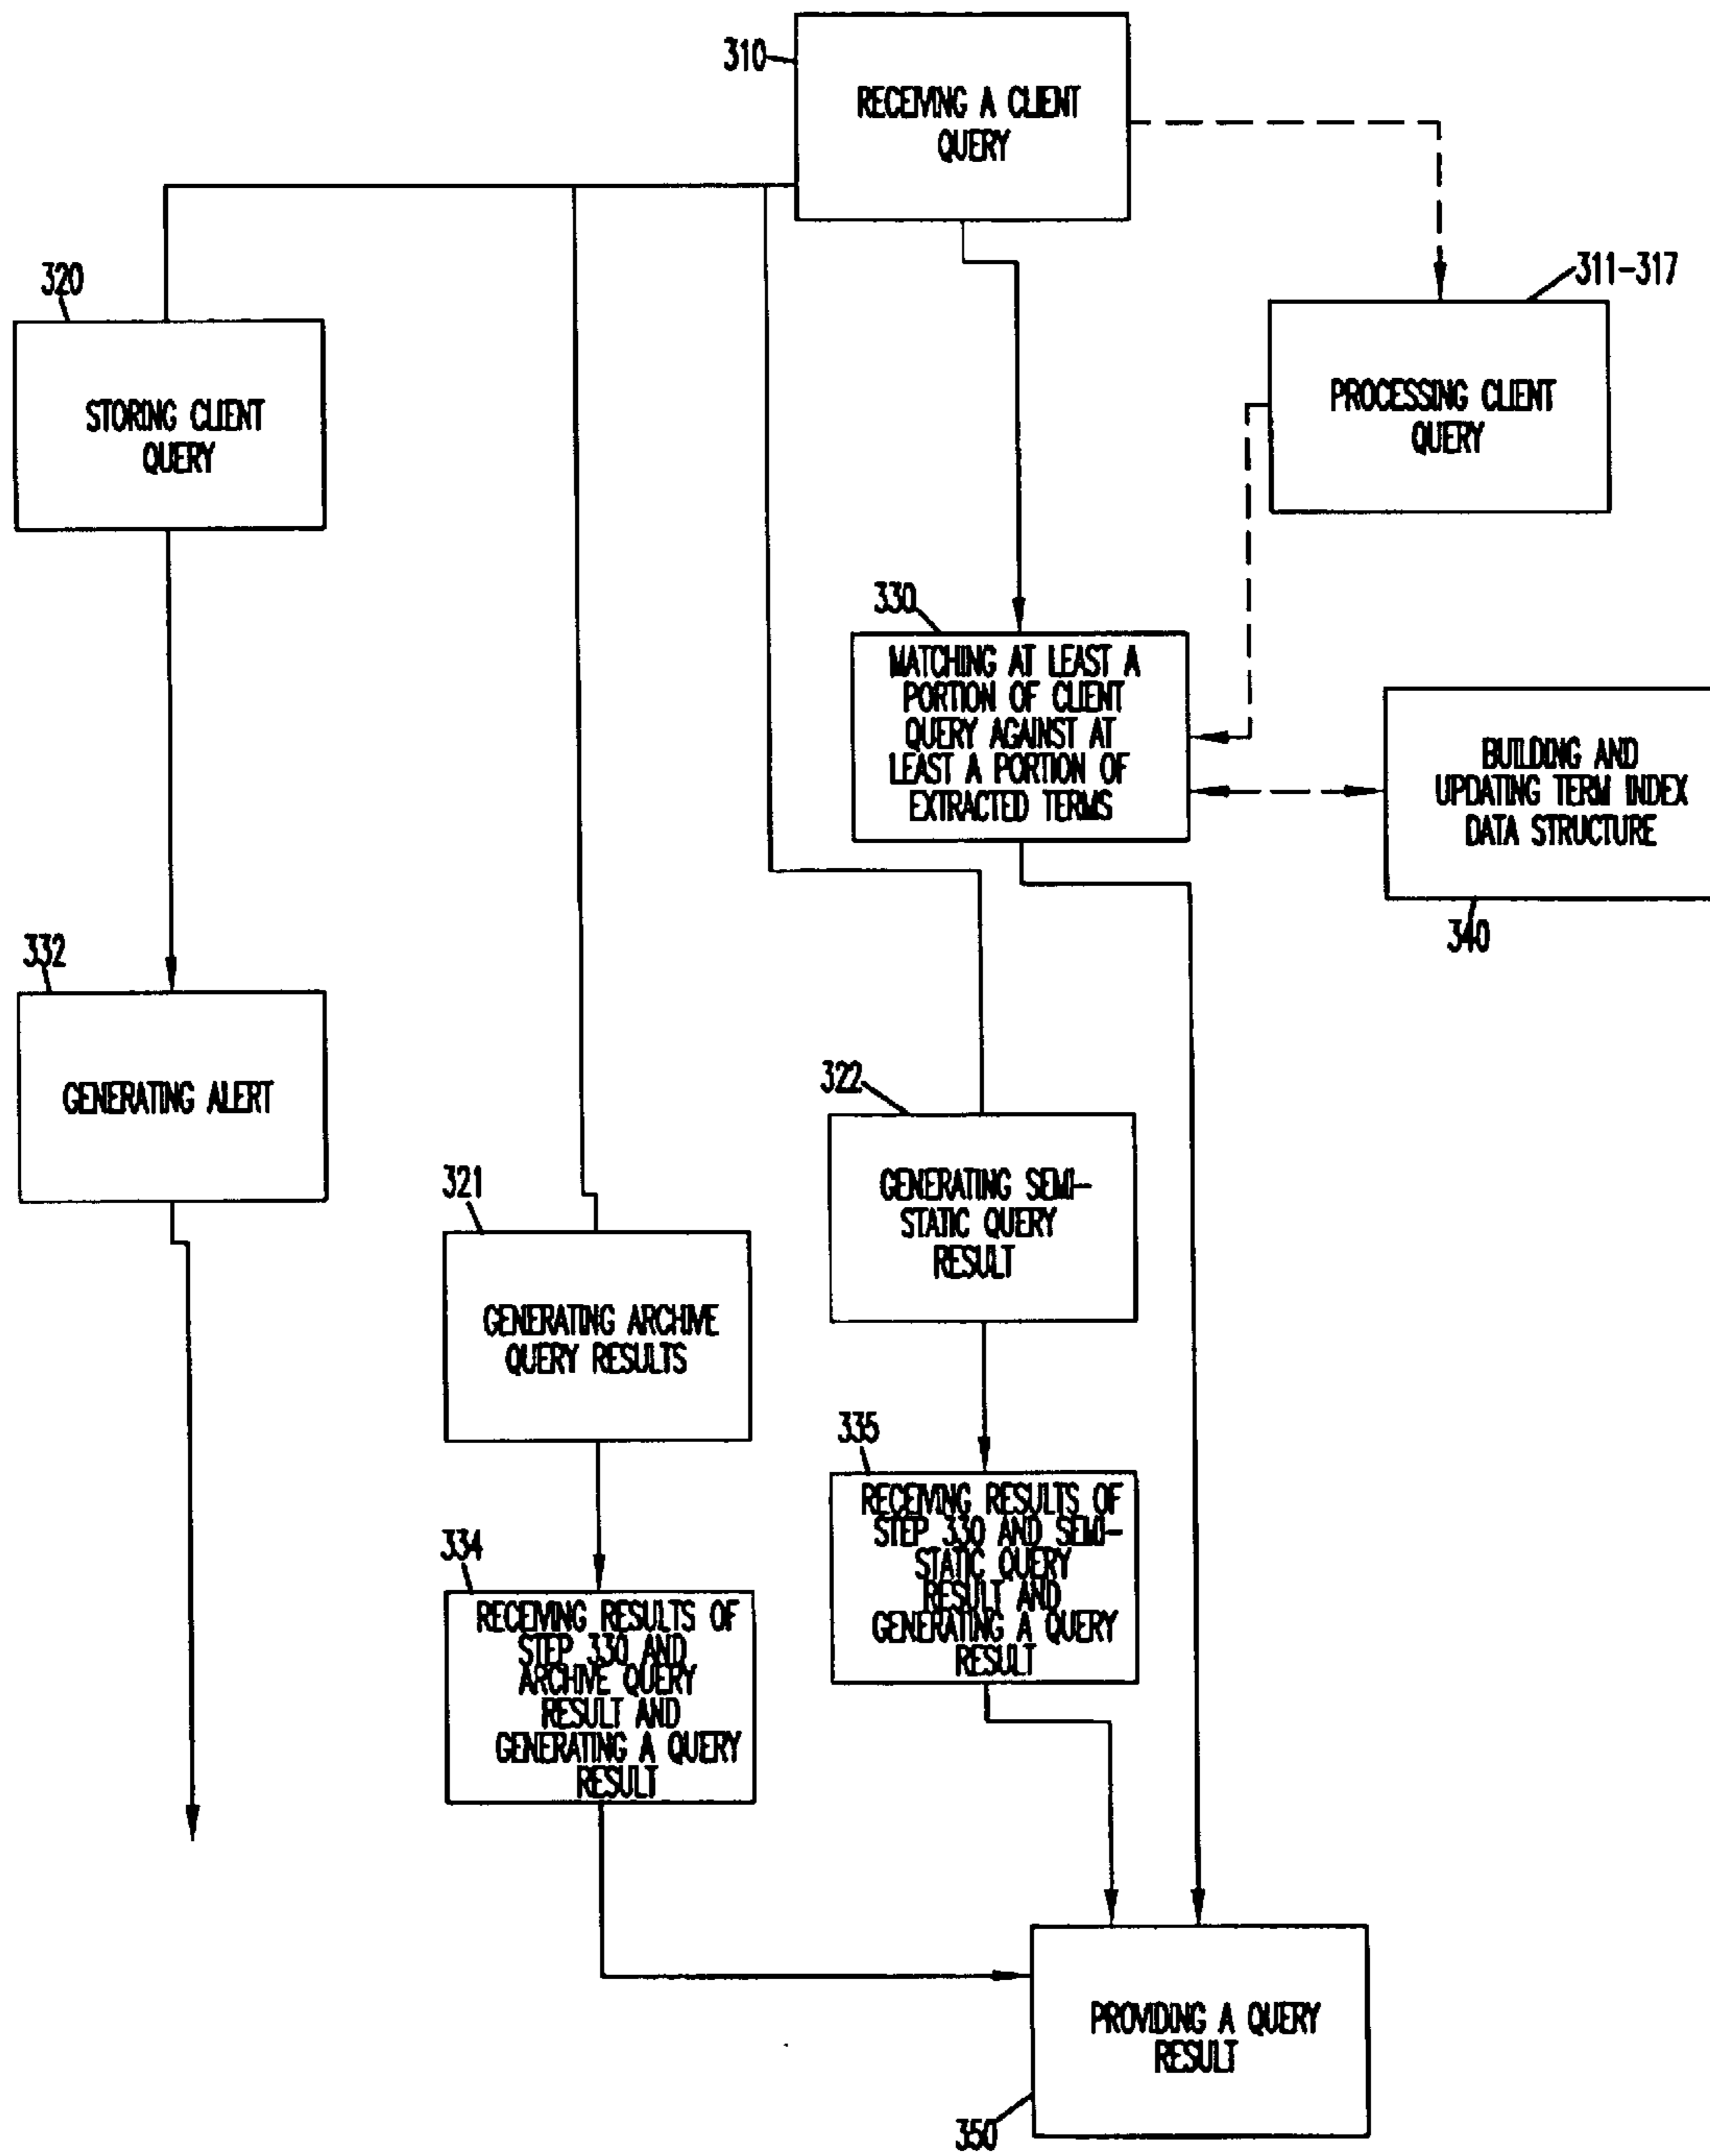 310
RECEIVING A CLIENT
QUERY
320
STORING CLIENT
QUERY
311-317
PROCESSING CLIENT
QUERY
330
MATCHING AT LEAST A
PORTION OF CLIENT
QUERY AGAINST AT
LEAST A PORTION OF
EXTRACTED TERMS
BUILDING AND
UPDATING TERM INDEX
DATA STRUCTURE
340
332
GENERATING ALERT
322
GENERATING SEMI-
STATIC QUERY
RESULT
321
GENERATING ARCHIVE
QUERY RESULTS
335
RECEIVING RESULTS OF
STEP 330 AND SEMI-
STATIC QUERY
RESULT AND
GENERATING A QUERY
RESULT
334
RECEIVING RESULTS OF
STEP 330 AND
ARCHIVE QUERY
RESULT AND
GENERATING A QUERY
RESULT
PROVIDING A QUERY
RESULT
350